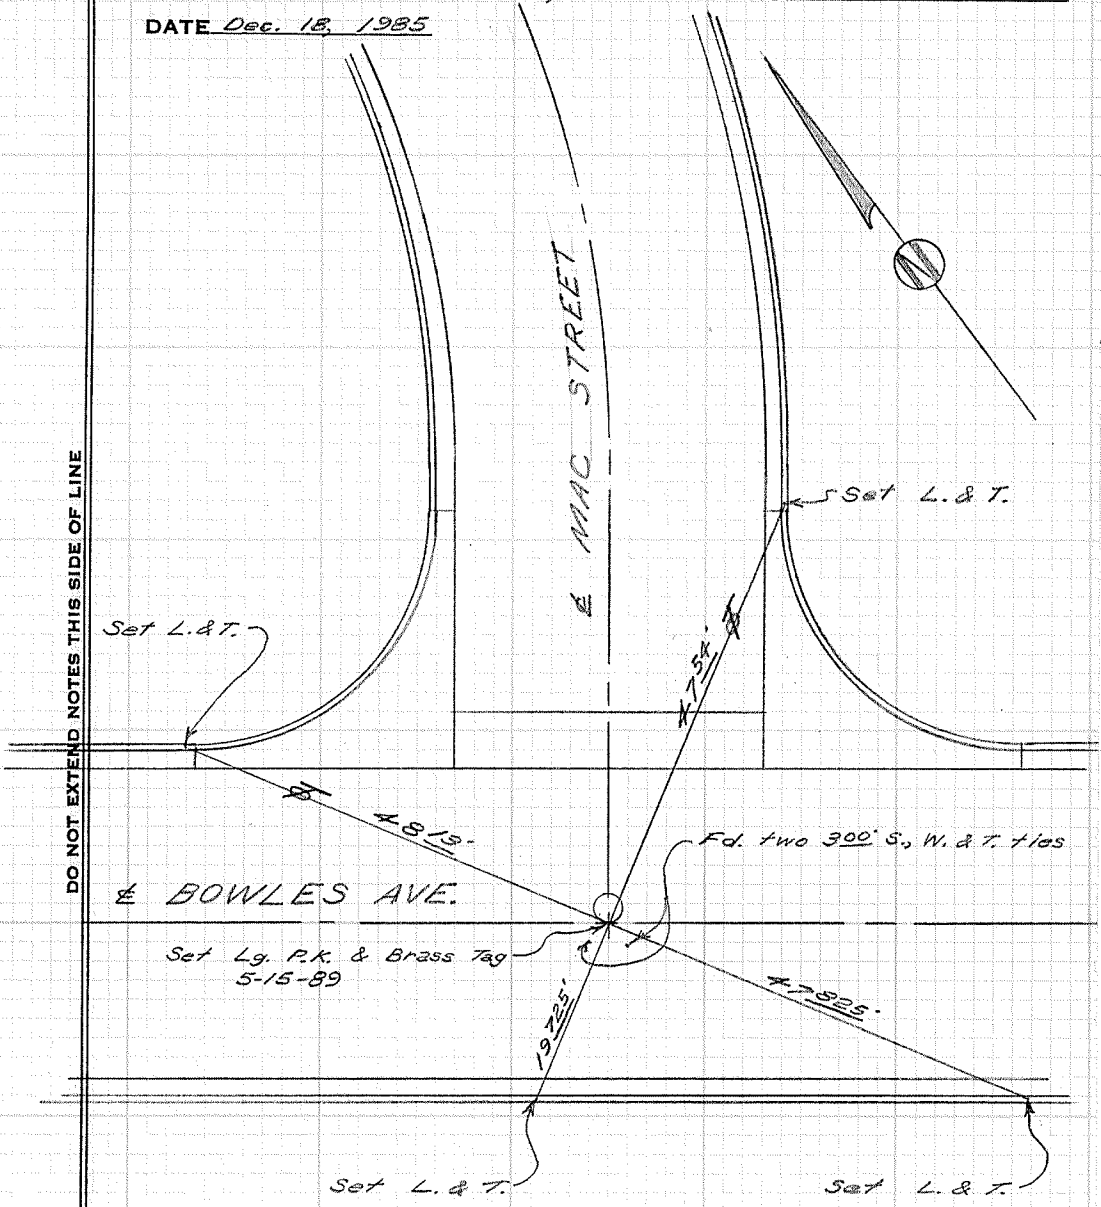 DATE Dec. 18, 1985
DO NOT EXTEND NOTES THIS SIDE OF LINE
℄ MAC STREET
Set L. & T.
Set L. & T.
47 54'
48 13'
Fd. two 3 00' S., W. & T. ties
℄ BOWLES AVE.
Set Lg. P.K. & Brass Tag
5-15-89
19 725'
47 825'
Set L. & T.
Set L. & T.
N